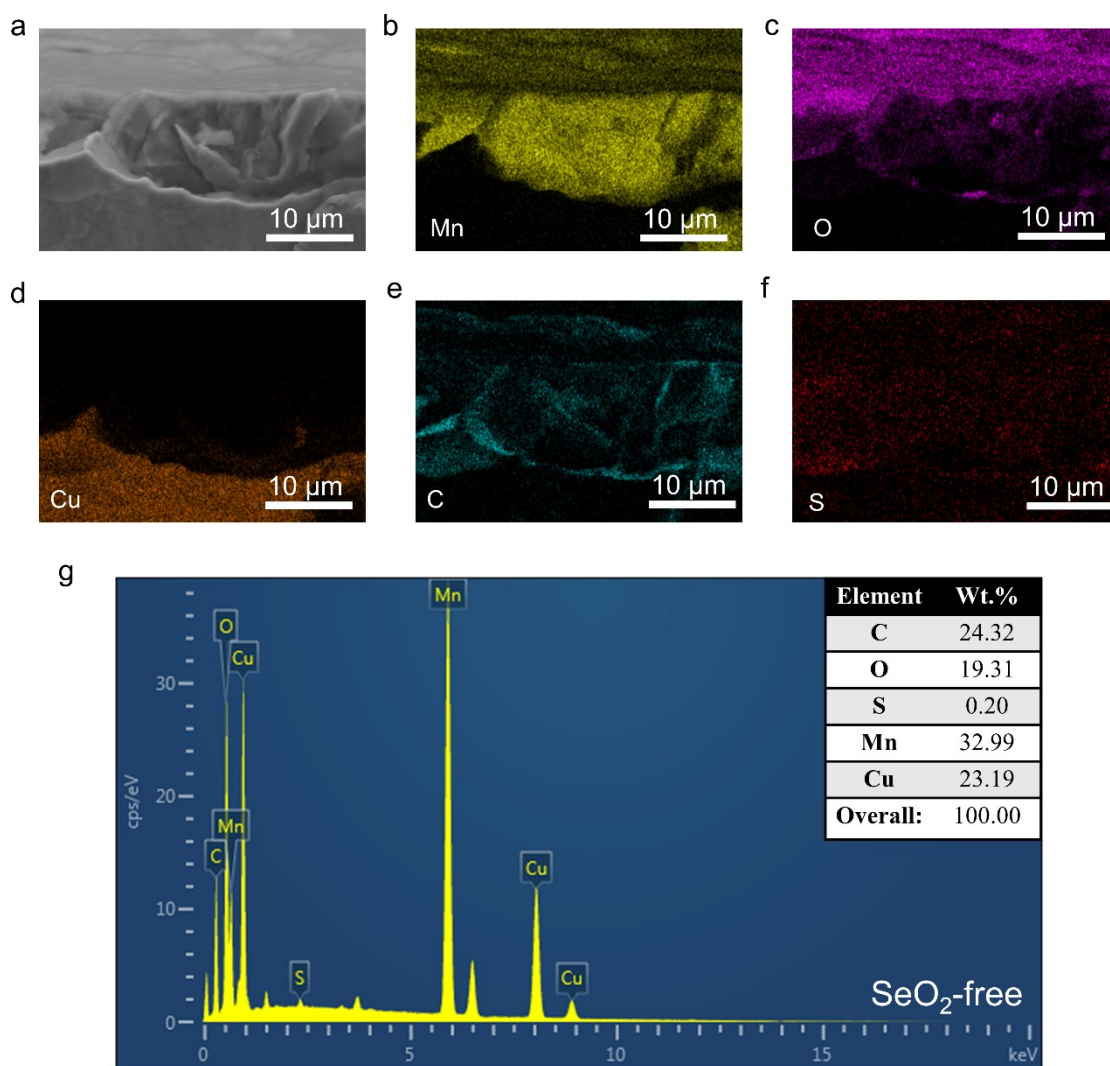 a
b
c
10 µm
Mn
10 µm
O
10 µm
d
e
f
Cu
10 µm
C
10 µm
S
10 µm
g
cps/eV
30
20
10
0
O
Cu
Mn
C
S
Mn
Cu
Cu
Element Wt.%
C 24.32
O 19.31
S 0.20
Mn 32.99
Cu 23.19
Overall: 100.00
SeO₂-free
0 5 10 15 keV